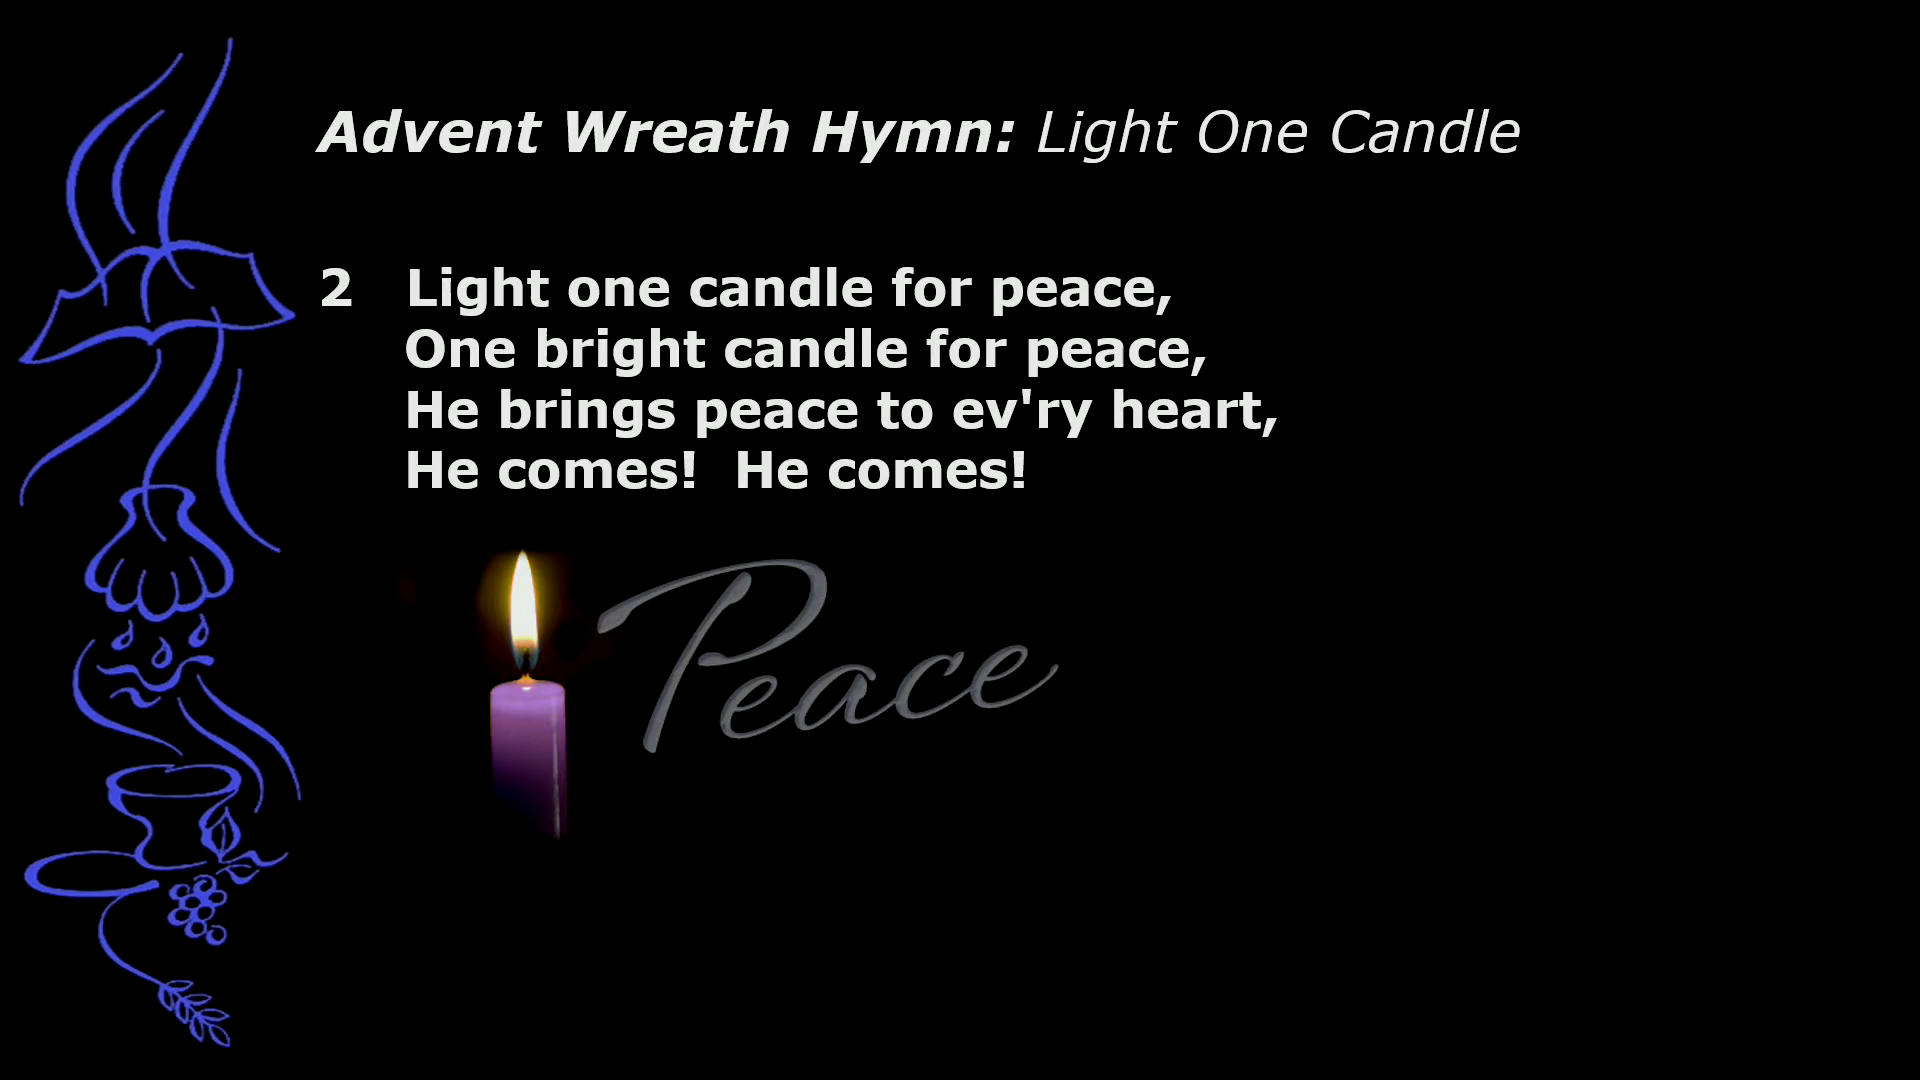 Advent Wreath Hymn: Light One Candle
2 Light one candle for peace,
One bright candle for peace,
He brings peace to ev'ry heart,
He comes! He comes!
Peace